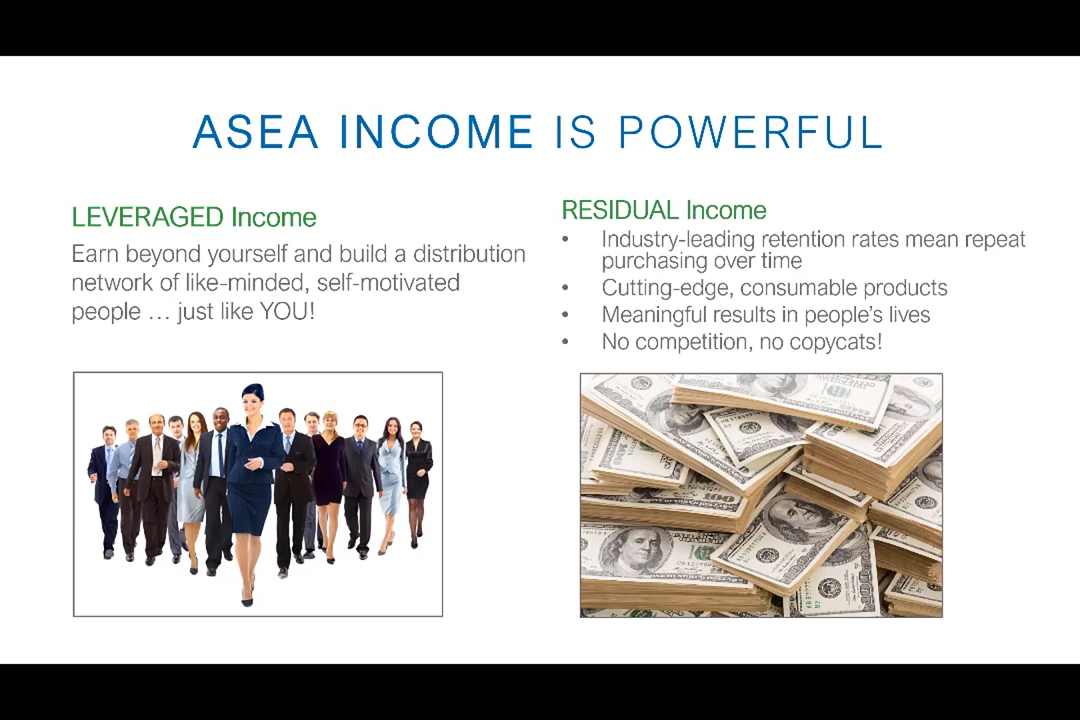 ASEA INCOME IS POWERFUL
LEVERAGED Income
Earn beyond yourself and build a distribution
network of like-minded, self-motivated
people … just like YOU!
RESIDUAL Income
• Industry-leading retention rates mean repeat
purchasing over time
• Cutting-edge, consumable products
• Meaningful results in people’s lives
• No competition, no copycats!
100